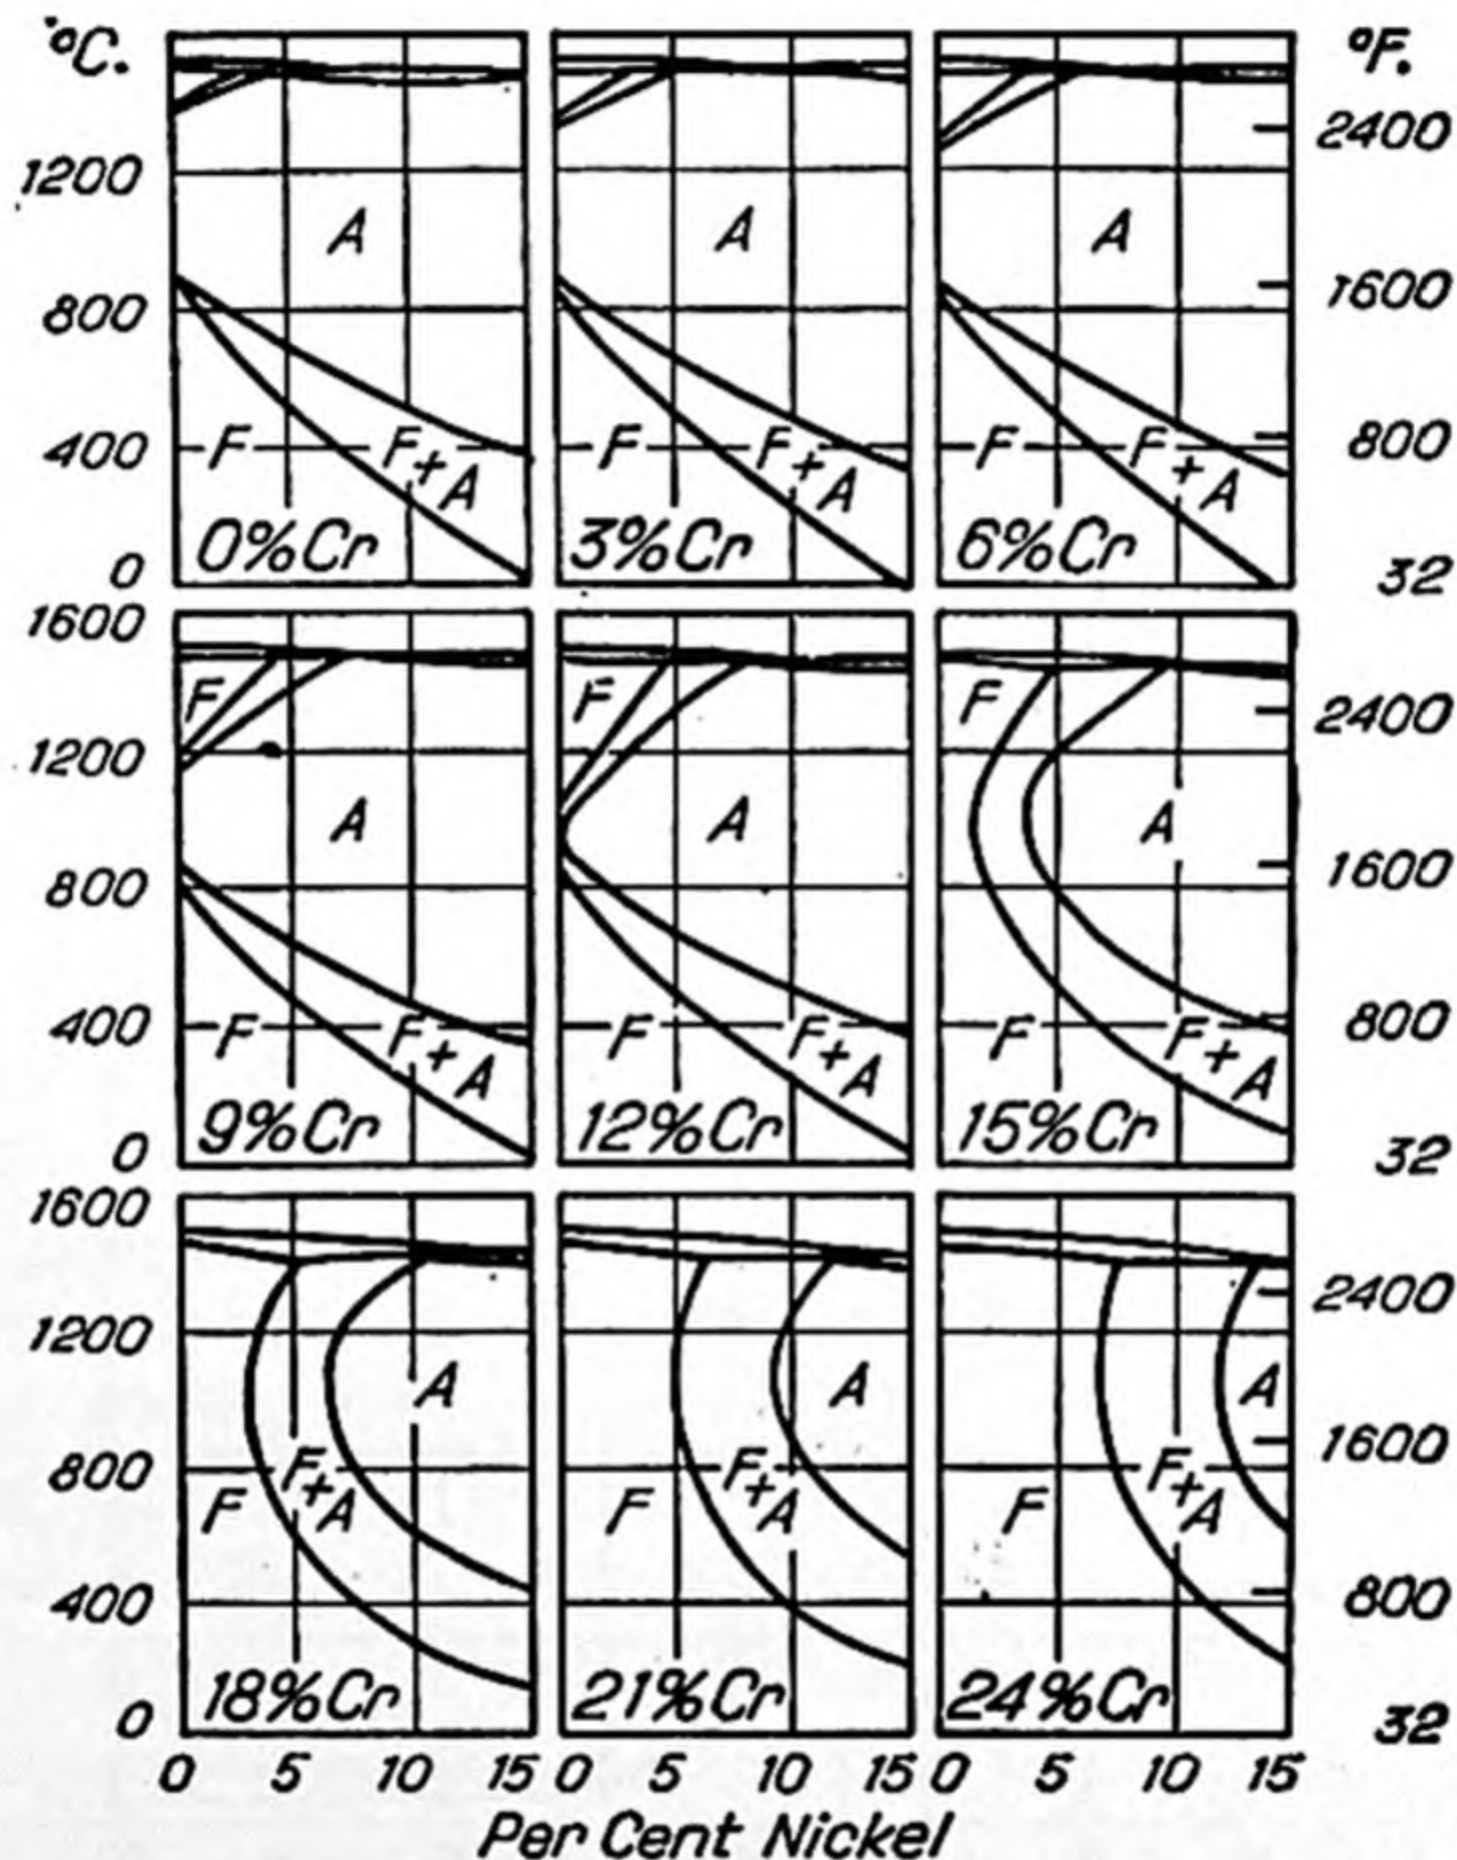 °C. °F.
2400
1200
A A A
800 1600
400 F F+A F F+A F F+A 800
0%Cr 3%Cr 6%Cr
0 32
1600
F F F 2400
1200
A A A
800 1600
400 F F+A F F+A F F+A 800
9%Cr 12%Cr 15%Cr
0 32
1600
2400
1200
A A A
800 F F+A F F+A F F+A 1600
400 800
18%Cr 21%Cr 24%Cr
0 32
0 5 10 15 0 5 10 15 0 5 10 15
Per Cent Nickel